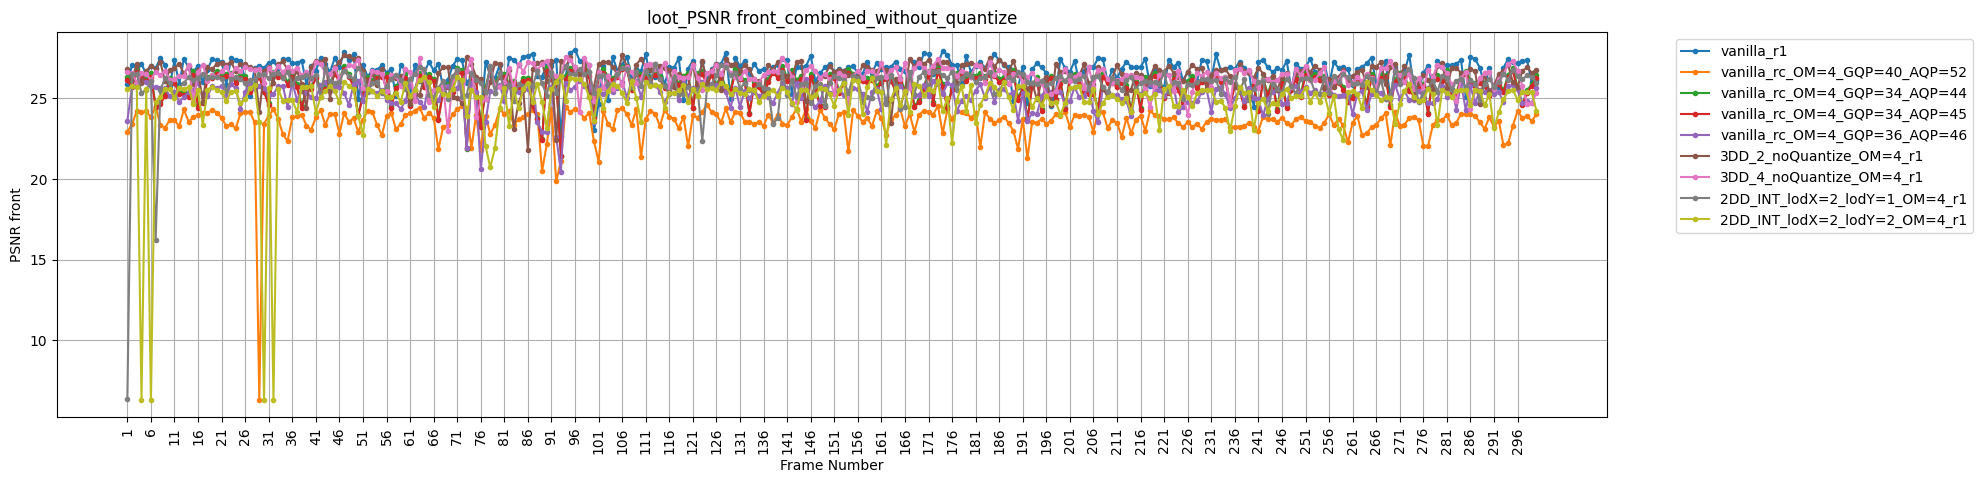 loot_PSNR front_combined_without_quantize
PSNR front
25
20
15
10
1 6 11 16 21 26 31 36 41 46 51 56 61 66 71 76 81 86 91 96 101 106 111 116 121 126 131 136 141 146 151 156 161 166 171 176 181 186 191 196 201 206 211 216 221 226 231 236 241 246 251 256 261 266 271 276 281 286 291 296
Frame Number
vanilla_r1
vanilla_rc_OM=4_GQP=40_AQP=52
vanilla_rc_OM=4_GQP=34_AQP=44
vanilla_rc_OM=4_GQP=34_AQP=45
vanilla_rc_OM=4_GQP=36_AQP=46
3DD_2_noQuantize_OM=4_r1
3DD_4_noQuantize_OM=4_r1
2DD_INT_lodX=2_lodY=1_OM=4_r1
2DD_INT_lodX=2_lodY=2_OM=4_r1